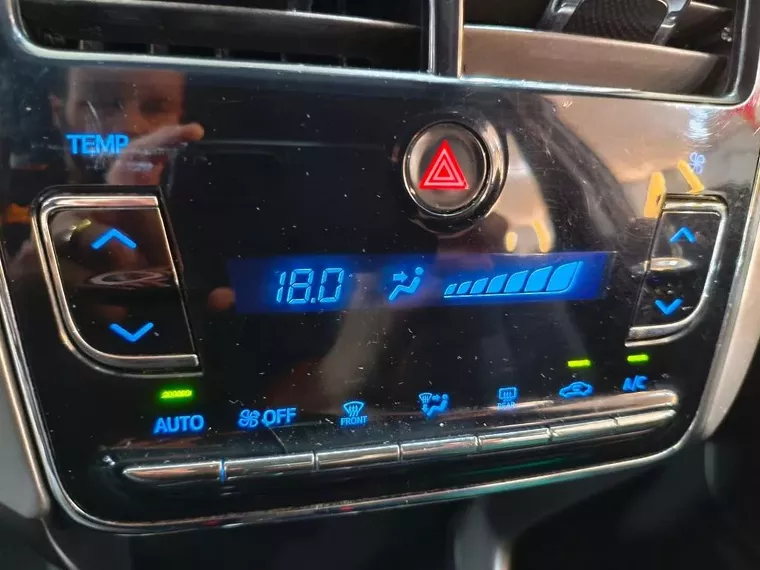 TEMP
18.0
AUTO
OFF
FRONT
REAR
A/C